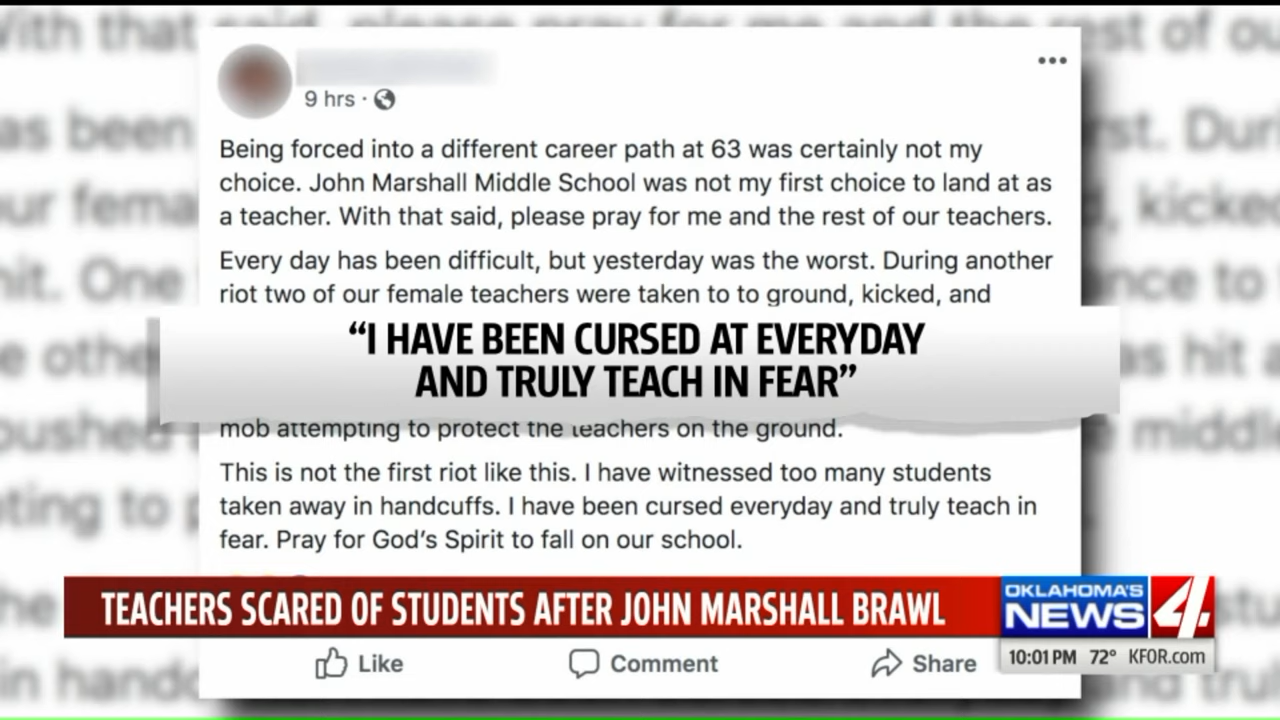 9 hrs ·
Being forced into a different career path at 63 was certainly not my
choice. John Marshall Middle School was not my first choice to land at as
a teacher. With that said, please pray for me and the rest of our teachers.
Every day has been difficult, but yesterday was the worst. During another
riot two of our female teachers were taken to to ground, kicked, and
“I HAVE BEEN CURSED AT EVERYDAY
AND TRULY TEACH IN FEAR”
mob attempting to protect the teachers on the ground.
This is not the first riot like this. I have witnessed too many students
taken away in handcuffs. I have been cursed everyday and truly teach in
fear. Pray for God’s Spirit to fall on our school.
TEACHERS SCARED OF STUDENTS AFTER JOHN MARSHALL BRAWL
OKLAHOMA'S
NEWS 4
10:01 PM 72° KFOR.com
Like Comment Share